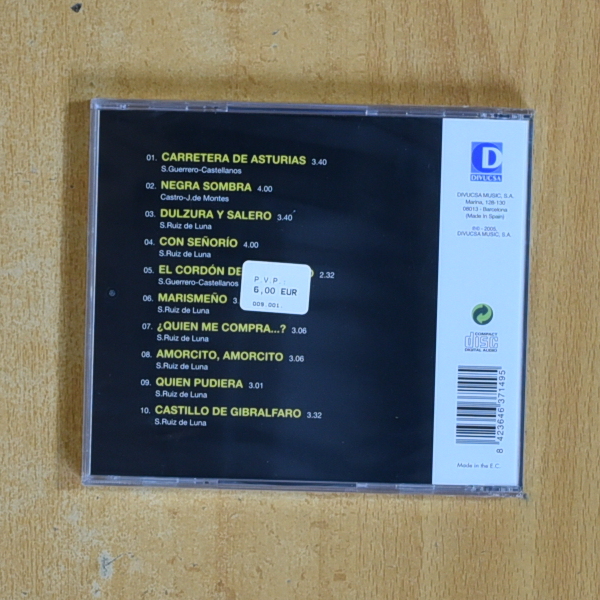 01. CARRETERA DE ASTURIAS 3.40
S.Guerrero-Castellanos
02. NEGRA SOMBRA 4.00
Castro-J.de Montes
03. DULZURA Y SALERO 3.40
S.Ruiz de Luna
04. CON SEÑORÍO 4.00
S.Ruiz de Luna
05. EL CORDÓN DE 2.32
S.Guerrero-Castellanos
06. MARISMEÑO
S.Ruiz de Luna
07. ¿QUIEN ME COMPRA...? 3.06
S.Ruiz de Luna
08. AMORCITO, AMORCITO 3.06
S.Ruiz de Luna
09. QUIEN PUDIERA 3.01
S.Ruiz de Luna
10. CASTILLO DE GIBRALFARO 3.32
S.Ruiz de Luna
P.V.P.:
6,00 EUR
009.001.
D
DIVUCSA
DIVUCSA MUSIC, S.A.
Marina, 128-130
08013 - Barcelona
(Made In Spain)
2005,
DIVUCSA MUSIC, S.A.
COMPACT
disc
DIGITAL AUDIO
8 423646 371495
Made in the E.C.